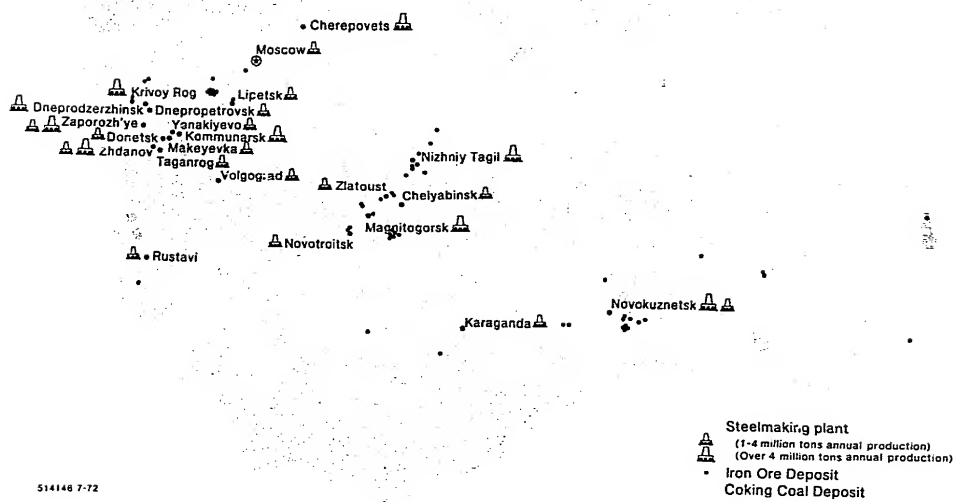 Cherepovets
Moscow
Krivoy Rog
Lipetsk
Dneprodzerzhinsk
Dnepropetrovsk
Zaporozh'ye
Yenakiyevo
Donetsk
Kommunarsk
Zhdanov
Makeyevka
Taganrog
Volgograd
Nizhniy Tagil
Zlatoust
Chelyabinsk
Magnitogorsk
Novotroitsk
Rustavi
Novokuznetsk
Karaganda
Steelmaking plant
(1-4 million tons annual production)
(Over 4 million tons annual production)
Iron Ore Deposit
Coking Coal Deposit
514146 7-72